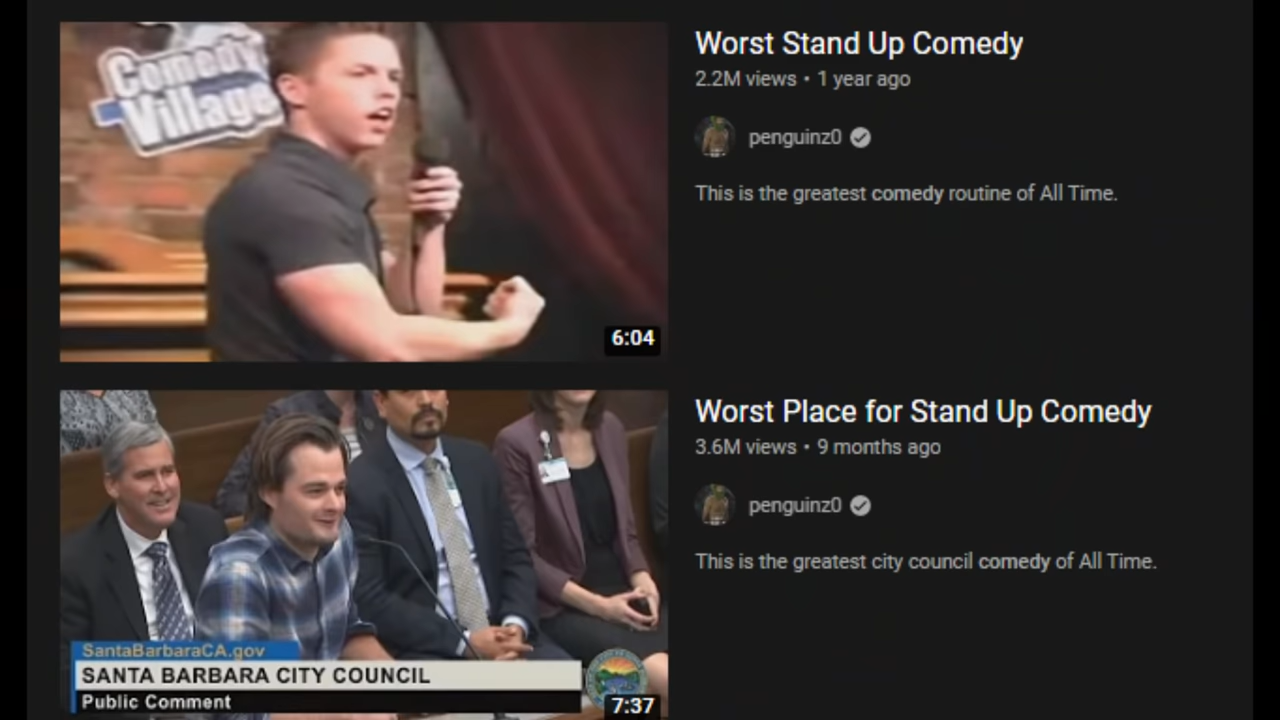 Comedy
Village
6:04
Worst Stand Up Comedy
2.2M views • 1 year ago
penguinz0
This is the greatest comedy routine of All Time.
SantaBarbaraCA.gov
SANTA BARBARA CITY COUNCIL
Public Comment
7:37
Worst Place for Stand Up Comedy
3.6M views • 9 months ago
penguinz0
This is the greatest city council comedy of All Time.